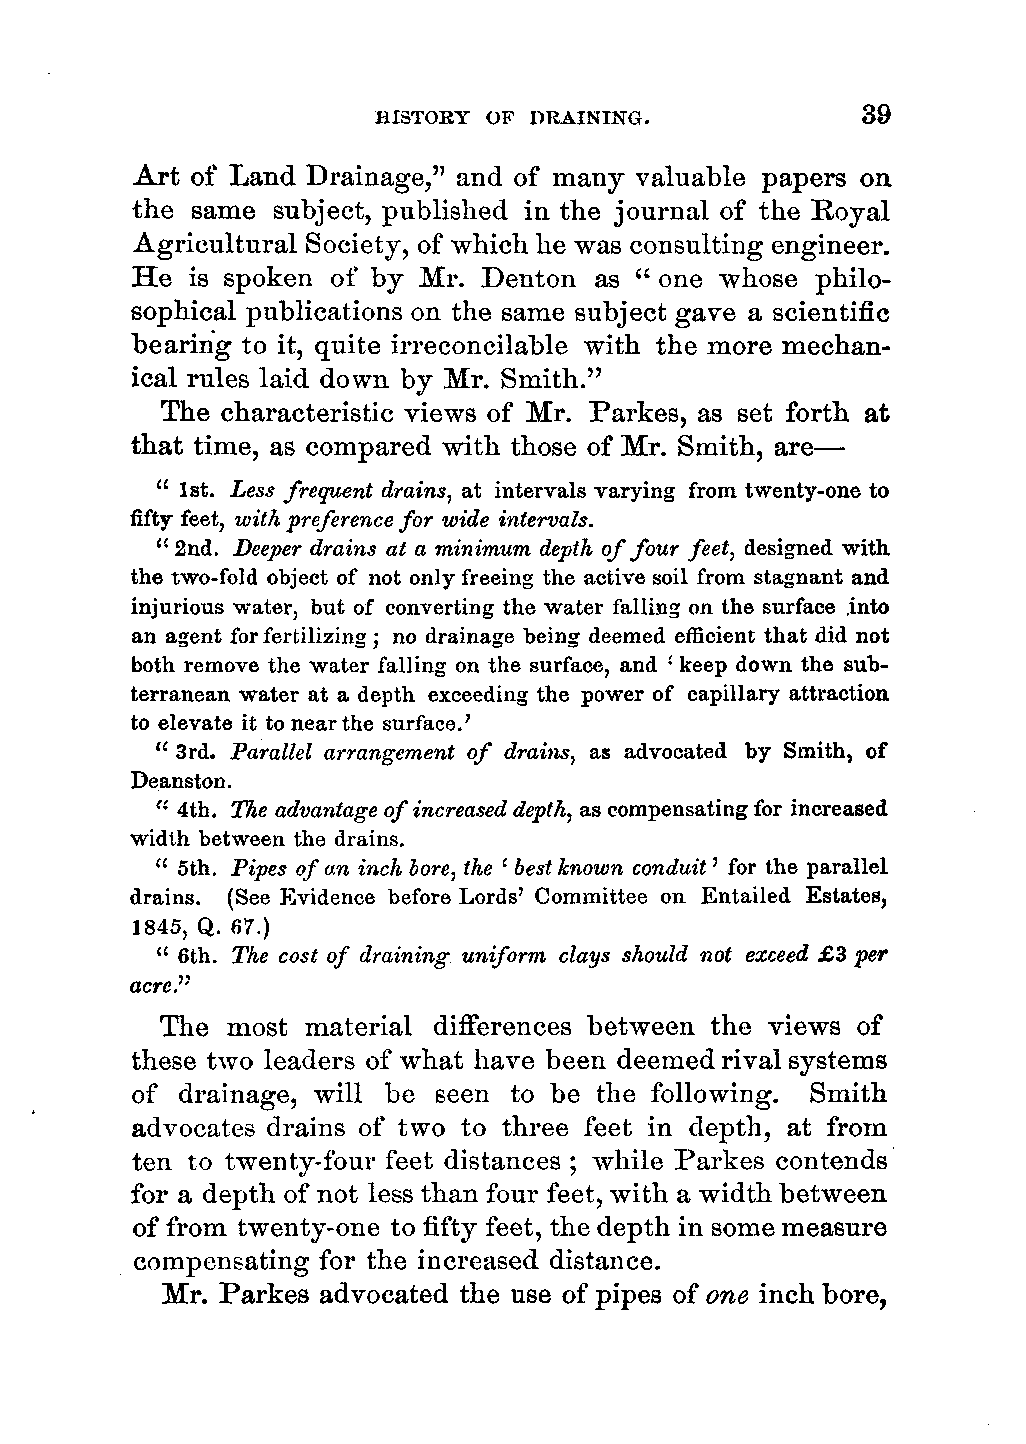 HISTORY OF DRAINING. 39
Art of Land Drainage,” and of many valuable papers on
the same subject, published in the journal of the Royal
Agricultural Society, of which he was consulting engineer.
He is spoken of by Mr. Denton as “ one whose philo-
sophical publications on the same subject gave a scientific
bearing to it, quite irreconcilable with the more mechan-
ical rules laid down by Mr. Smith.”
The characteristic views of Mr. Parkes, as set forth at
that time, as compared with those of Mr. Smith, are—
“ 1st. Less frequent drains, at intervals varying from twenty-one to
fifty feet, with preference for wide intervals.
“ 2nd. Deeper drains at a minimum depth of four feet, designed with
the two-fold object of not only freeing the active soil from stagnant and
injurious water, but of converting the water falling on the surface into
an agent for fertilizing ; no drainage being deemed efficient that did not
both remove the water falling on the surface, and ‘ keep down the sub-
terranean water at a depth exceeding the power of capillary attraction
to elevate it to near the surface.’
“ 3rd. Parallel arrangement of drains, as advocated by Smith, of
Deanston.
“ 4th. The advantage of increased depth, as compensating for increased
width between the drains.
“ 5th. Pipes of an inch bore, the ‘ best known conduit ’ for the parallel
drains. (See Evidence before Lords’ Committee on Entailed Estates,
1845, Q. 67.)
“ 6th. The cost of draining uniform clays should not exceed £3 per
acre.”
The most material differences between the views of
these two leaders of what have been deemed rival systems
of drainage, will be seen to be the following. Smith
advocates drains of two to three feet in depth, at from
ten to twenty-four feet distances ; while Parkes contends
for a depth of not less than four feet, with a width between
of from twenty-one to fifty feet, the depth in some measure
compensating for the increased distance.
Mr. Parkes advocated the use of pipes of one inch bore,